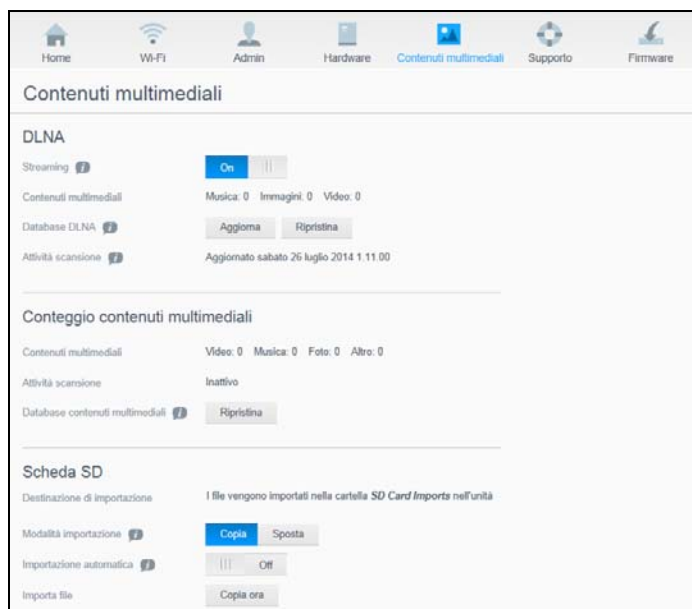 Home Wi-Fi Admin Hardware Contenuti multimediali Supporto Firmware
Contenuti multimediali
DLNA
Streaming On
Contenuti multimediali Musica: 0 Immagini: 0 Video: 0
Database DLNA Aggiorna Ripristina
Attività scansione Aggiornato sabato 26 luglio 2014 1.11.00
Conteggio contenuti multimediali
Contenuti multimediali Video: 0 Musica: 0 Foto: 0 Altro: 0
Attività scansione Inattivo
Database contenuti multimediali Ripristina
Scheda SD
Destinazione di importazione I file vengono importati nella cartella SD Card Imports nell'unità
Modalità importazione Copia Sposta
Importazione automatica Off
Importa file Copia ora